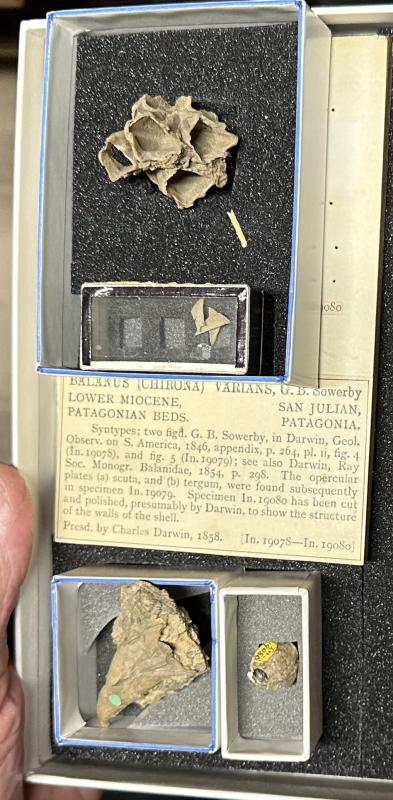 0080
BALANUS (CHIRONA) VARIANS, G. B. Sowerby
LOWER MIOCENE, SAN JULIAN,
PATAGONIAN BEDS. PATAGONIA.
Syntypes; two figd. G. B. Sowerby, in Darwin, Geol.
Observ. on S. America, 1846, appendix, p. 264, pl. ii, fig. 4
(In. 19078), and fig. 5 (In. 19079); see also Darwin, Ray
Soc. Monogr. Balanidae, 1854, p. 298. The opercular
plates (a) scuta, and (b) tergum, were found subsequently
in specimen In. 19079. Specimen In. 19080 has been cut
and polished, presumably by Darwin, to show the structure
of the walls of the shell.
Presd. by Charles Darwin, 1858. [In. 19078—In. 19080]